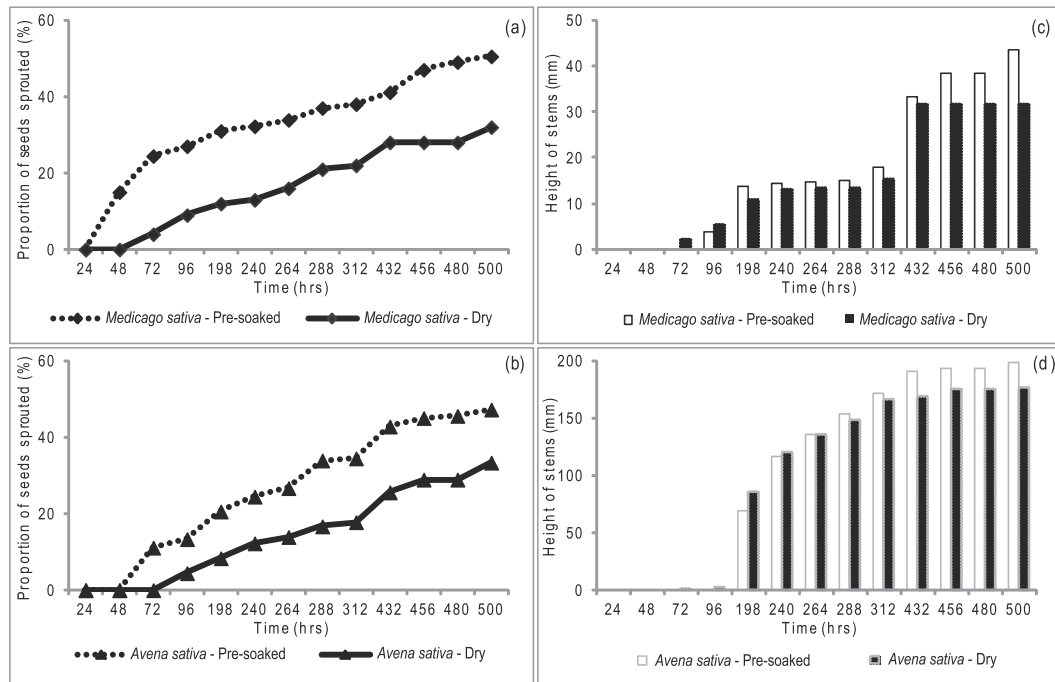 (a)
Proportion of seeds sprouted (%)
60
40
20
0
24 48 72 96 198 240 264 288 312 432 456 480 500
Time (hrs)
Medicago sativa - Pre-soaked Medicago sativa - Dry
(c)
Height of stems (mm)
50
40
30
20
10
0
24 48 72 96 198 240 264 288 312 432 456 480 500
Time (hrs)
Medicago sativa - Pre-soaked Medicago sativa - Dry
(b)
Proportion of seeds sprouted (%)
60
40
20
0
24 48 72 96 198 240 264 288 312 432 456 480 500
Time (hrs)
Avena sativa - Pre-soaked Avena sativa - Dry
(d)
Height of stems (mm)
200
150
100
50
0
24 48 72 96 198 240 264 288 312 432 456 480 500
Time (hrs)
Avena sativa - Pre-soaked Avena sativa - Dry